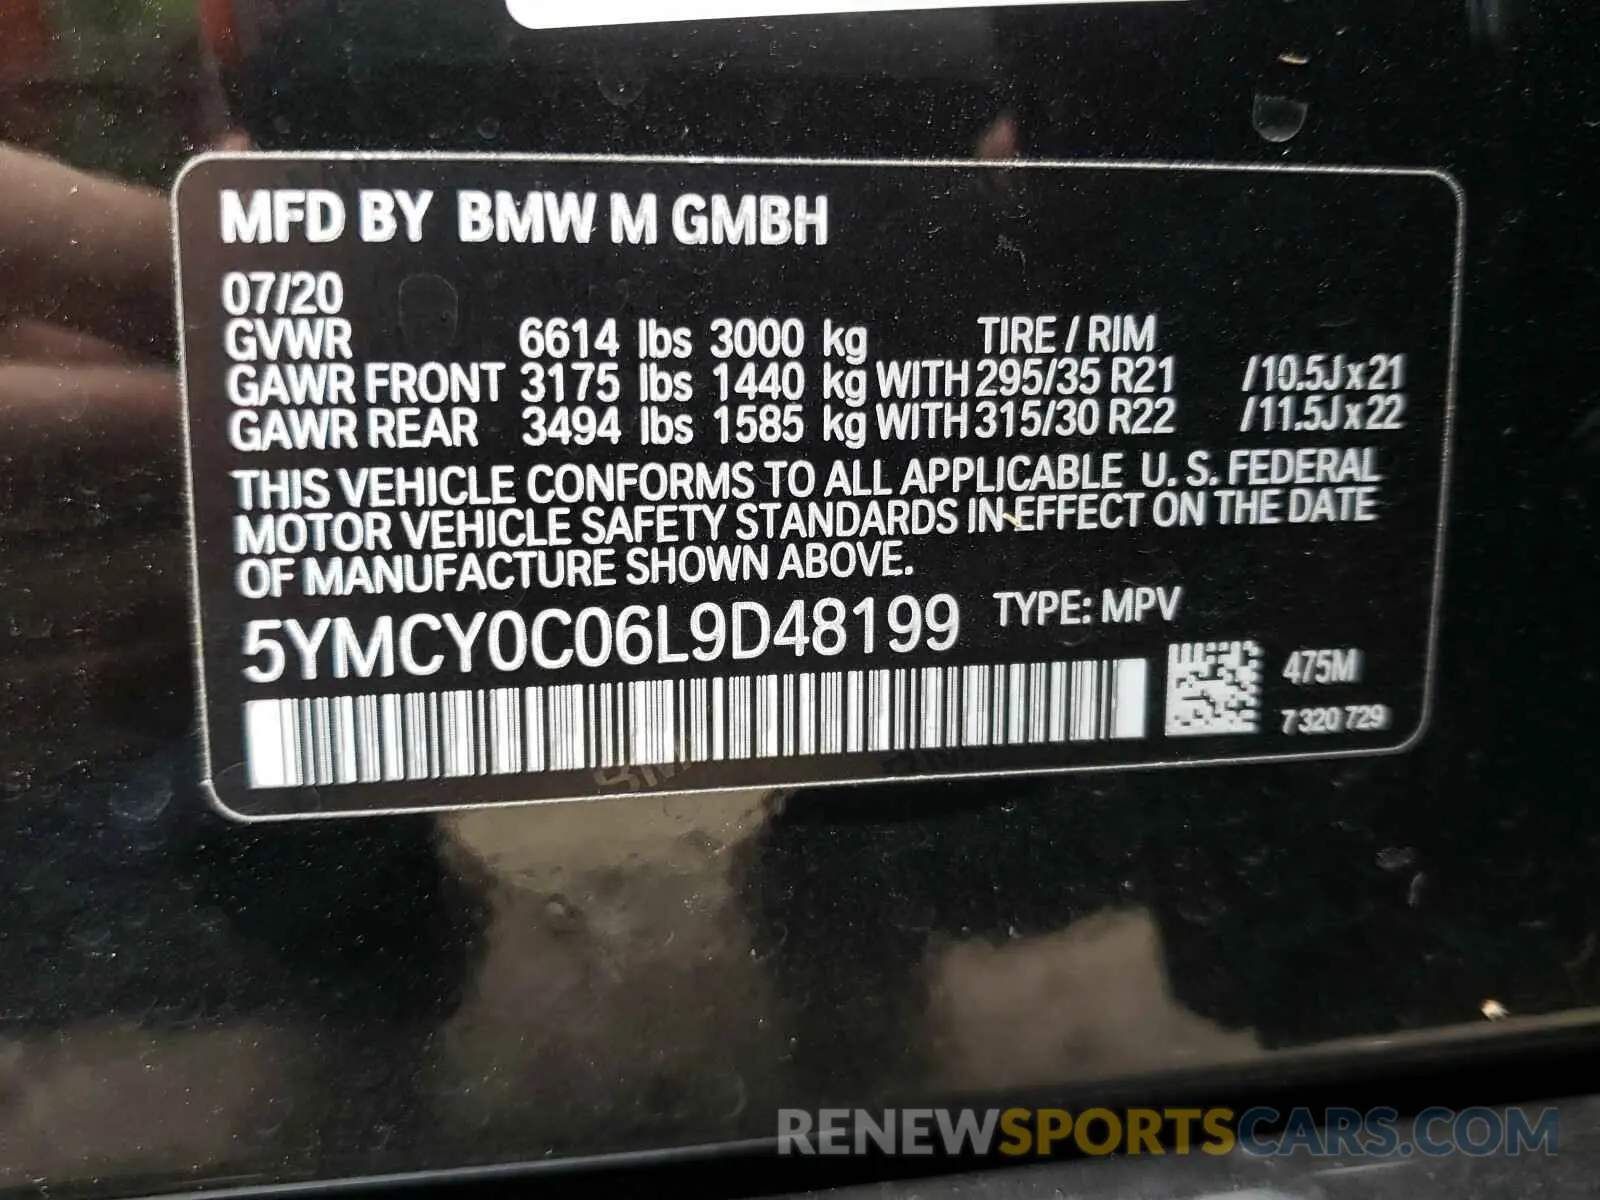 MFD BY BMW M GMBH
07/20
GVWR 6614 lbs 3000 kg TIRE / RIM
GAWR FRONT 3175 lbs 1440 kg WITH 295/35 R21 / 10.5Jx21
GAWR REAR 3494 lbs 1585 kg WITH 315/30 R22 / 11.5Jx22
THIS VEHICLE CONFORMS TO ALL APPLICABLE U. S. FEDERAL
MOTOR VEHICLE SAFETY STANDARDS IN EFFECT ON THE DATE
OF MANUFACTURE SHOWN ABOVE.
5YMCY0C06L9D48199 TYPE: MPV
475M
7 320 729
RENEWSPORTSCARS.COM